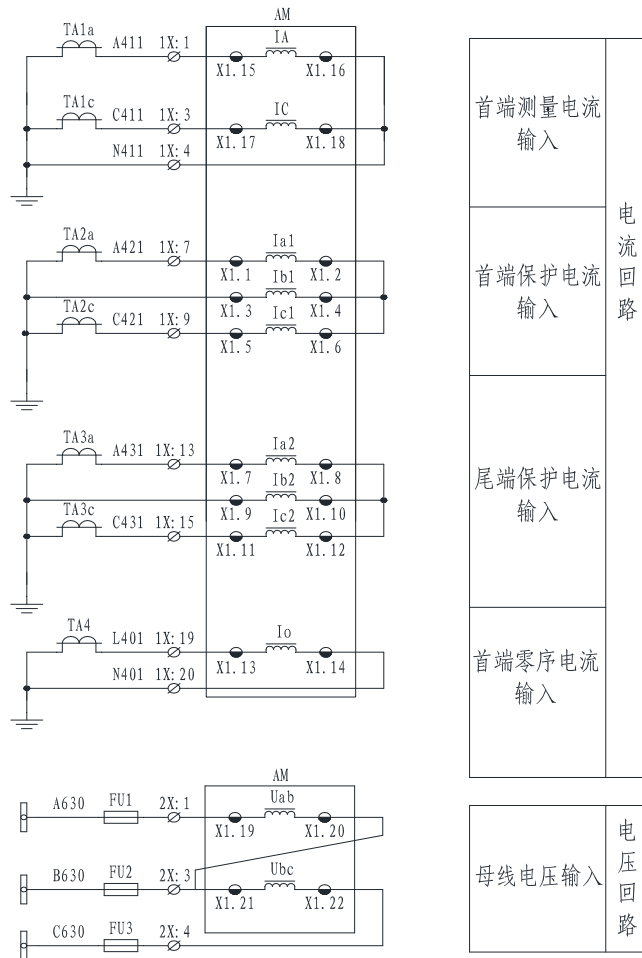 AM
TA1a A411 1X:1 IA
X1.15 X1.16
TA1c C411 1X:3 IC
X1.17 X1.18
N411 1X:4
TA2a A421 1X:7 Ia1
X1.1 X1.2
Ib1
X1.3 X1.4
TA2c C421 1X:9 Ic1
X1.5 X1.6
TA3a A431 1X:13 Ia2
X1.7 X1.8
Ib2
X1.9 X1.10
TA3c C431 1X:15 Ic2
X1.11 X1.12
TA4 L401 1X:19 Io
X1.13 X1.14
N401 1X:20
AM
A630 FU1 2X:1 Uab
X1.19 X1.20
B630 FU2 2X:3 Ubc
X1.21 X1.22
C630 FU3 2X:4
首端测量电流
输入
首端保护电流
输入
尾端保护电流
输入
首端零序电流
输入
电
流
回
路
母线电压输入
电
压
回
路